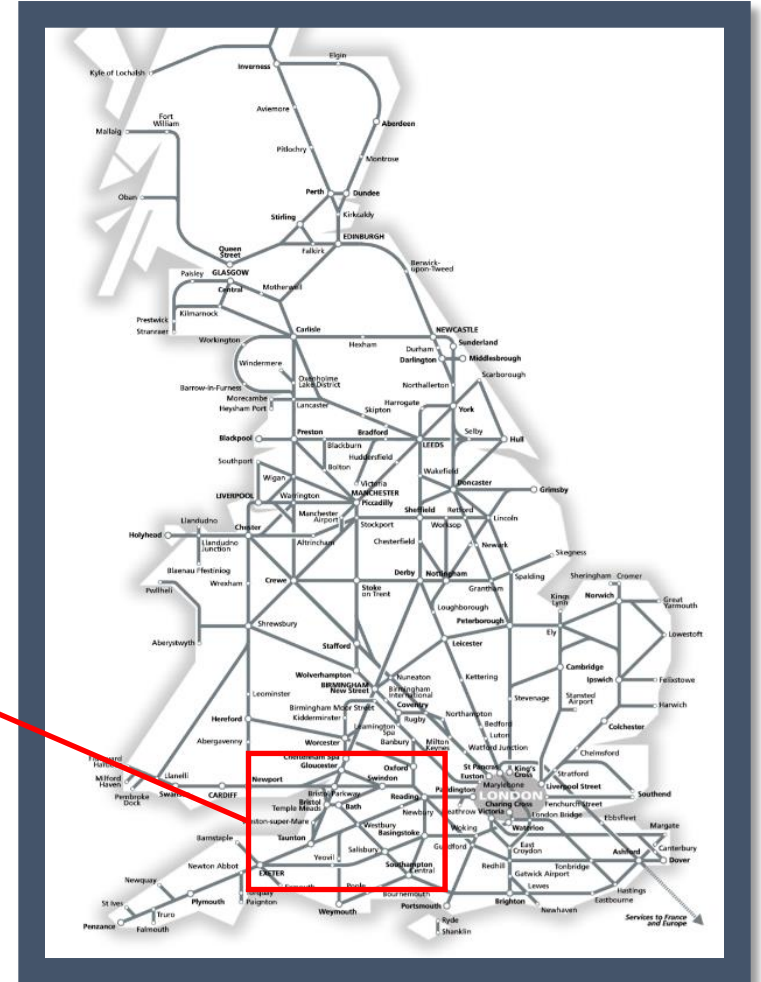 Elgin
Inverness
Kyle of Lochalsh
Aviemore
Fort
William
Mallaig
Aberdeen
Pitlochry
Montrose
Perth
Dundee
Oban
Stirling
Kirkcaldy
EDINBURGH
Queen
Street
Falkirk
Berwick-
upon-Tweed
Paisley
GLASGOW
Central
Motherwell
Prestwick
Kilmarnock
Stranraer
Carlisle
NEWCASTLE
Workington
Hexham
Durham
Sunderland
Darlington
Middlesbrough
Windermere
Scarborough
Oxenholme
Lake District
Northallerton
Barrow-in-Furness
Morecambe
Heysham Port
Lancaster
Harrogate
York
Skipton
Blackpool
Preston
Bradford
Selby
Hull
Blackburn
LEEDS
Huddersfield
Southport
Bolton
Wakefield
Wigan
Victoria
Doncaster
MANCHESTER
Piccadilly
Grimsby
LIVERPOOL
Warrington
Sheffield
Retford
Manchester
Airport
Lincoln
Llandudno
Stockport
Worksop
Chester
Holyhead
Llandudno
Junction
Altrincham
Chesterfield
Newark
Skegness
Blaenau Ffestiniog
Derby
Nottingham
Sheringham
Cromer
Wrexham
Crewe
Spalding
Pwllheli
Stoke
on Trent
Grantham
Kings
Lynn
Norwich
Great
Yarmouth
Loughborough
Shrewsbury
Peterborough
Ely
Lowestoft
Aberystwyth
Stafford
Leicester
Cambridge
Wolverhampton
Nuneaton
Kettering
Ipswich
Felixstowe
BIRMINGHAM
New Street
Birmingham
International
Leominster
Stevenage
Stansted
Airport
Harwich
Birmingham Moor Street
Coventry
Kidderminster
Rugby
Northampton
Hereford
Bedford
Colchester
Leamington
Spa
Luton
Abergavenny
Worcester
Banbury
Milton
Keynes
Watford Junction
Chelmsford
Cheltenham Spa
Gloucester
Oxford
St Pancras
King's
Cross
Milford
Haven
Llanelli
Newport
Swindon
Euston
Stratford
Pembroke
Dock
CARDIFF
Bristol Parkway
Reading
Paddington
Marylebone
Liverpool Street
LONDON
Southend
Bristol
Temple Meads
Bath
Newbury
Victoria
Charing Cross
Fenchurch Street
London Bridge
Ebbsfleet
Westbury
Basingstoke
Woking
Waterloo
Margate
Barnstaple
Taunton
Salisbury
Guildford
East
Croydon
Canterbury
Ashford
Dover
Newton Abbot
Yeovil
Southampton
Central
Redhill
Tonbridge
Gatwick Airport
EXETER
Newquay
Lewes
Hastings
Plymouth
Paignton
Poole
Bournemouth
Eastbourne
St Ives
Weymouth
Portsmouth
Brighton
Newhaven
Truro
Ryde
Services to France
and Europe
Penzance
Falmouth
Shanklin